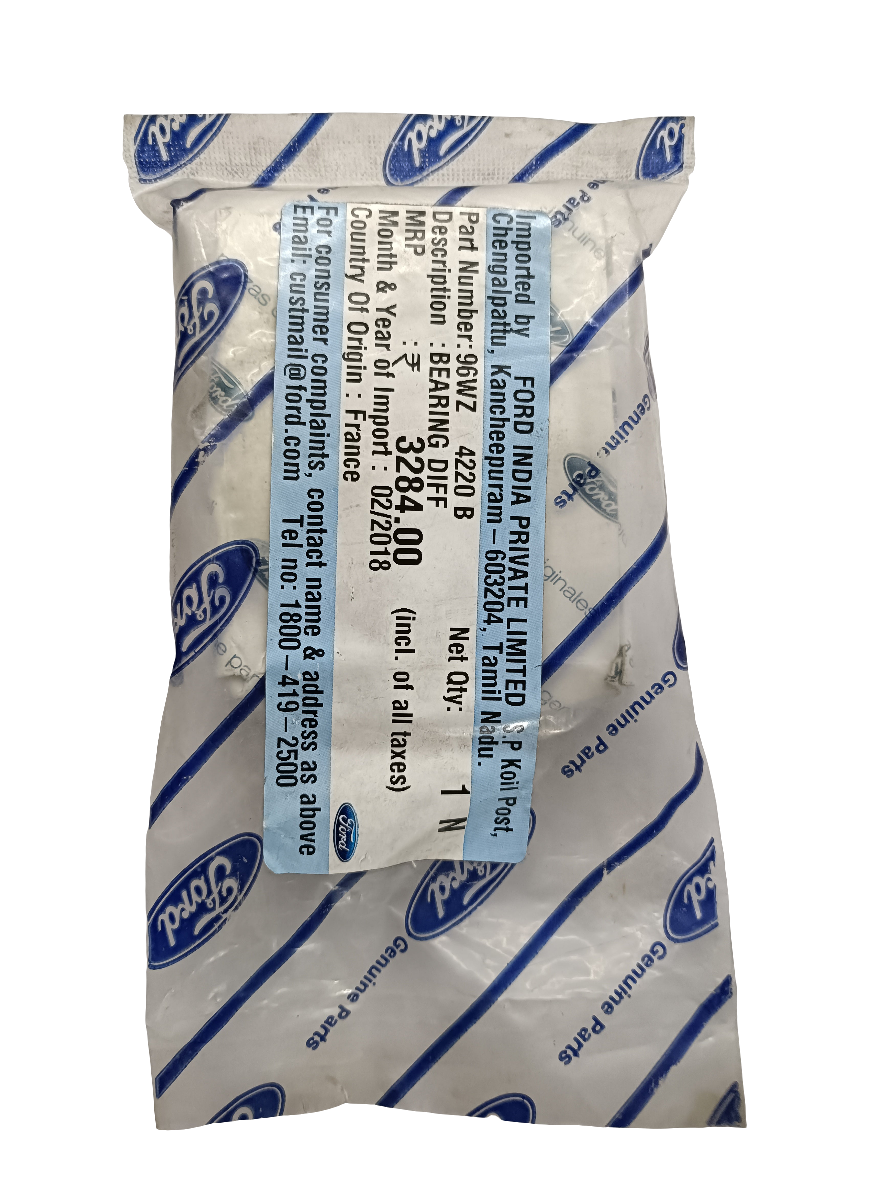 Imported by FORD INDIA PRIVATE LIMITED S.P Koil Post,
Chengalpattu, Kancheepuram – 603204, Tamil Nadu.
Part Number:96WZ 4220 B Net Qty: 1 N
Description :BEARING DIFF
MRP :₹ 3284.00 (incl. of all taxes)
Month & Year of Import : 02/2018
Country Of Origin : France
Ford
For consumer complaints, contact name & address as above
Email: custmail@ford.com Tel no: 1800–419–2500
Ford
Ford
Ford
Ford
Ford
Ford
Genuine Parts
Genuine Parts
Genuine Parts